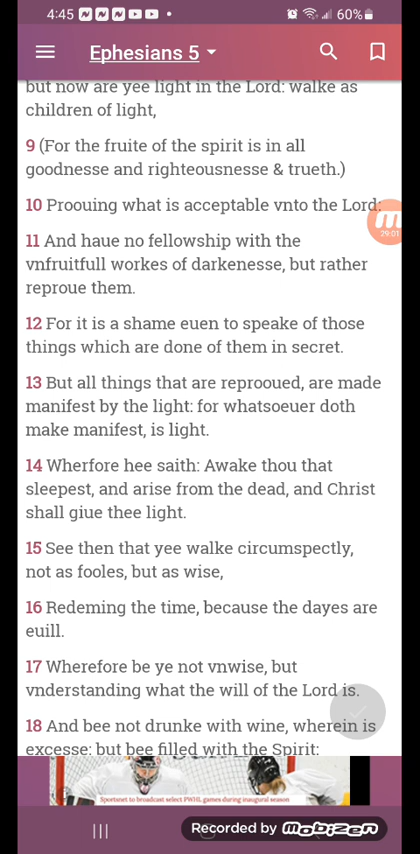 4:45
60%
Ephesians 5
but now are yee light in the Lord: walke as
children of light,
9 (For the fruite of the spirit is in all
goodnesse and righteousnesse & trueth.)
10 Proouing what is acceptable vnto the Lord:
29:01
11 And haue no fellowship with the
vnfruitfull workes of darkenesse, but rather
reproue them.
12 For it is a shame euen to speake of those
things which are done of them in secret.
13 But all things that are reprooued, are made
manifest by the light: for whatsoeuer doth
make manifest, is light.
14 Wherfore hee saith: Awake thou that
sleepest, and arise from the dead, and Christ
shall giue thee light.
15 See then that yee walke circumspectly,
not as fooles, but as wise,
16 Redeming the time, because the dayes are
euill.
17 Wherefore be ye not vnwise, but
vnderstanding what the will of the Lord is.
18 And bee not drunke with wine, wherein is
excesse: but bee filled with the Spirit:
Sportsnet to broadcast select PWHL games during inaugural season
Recorded by mobizen